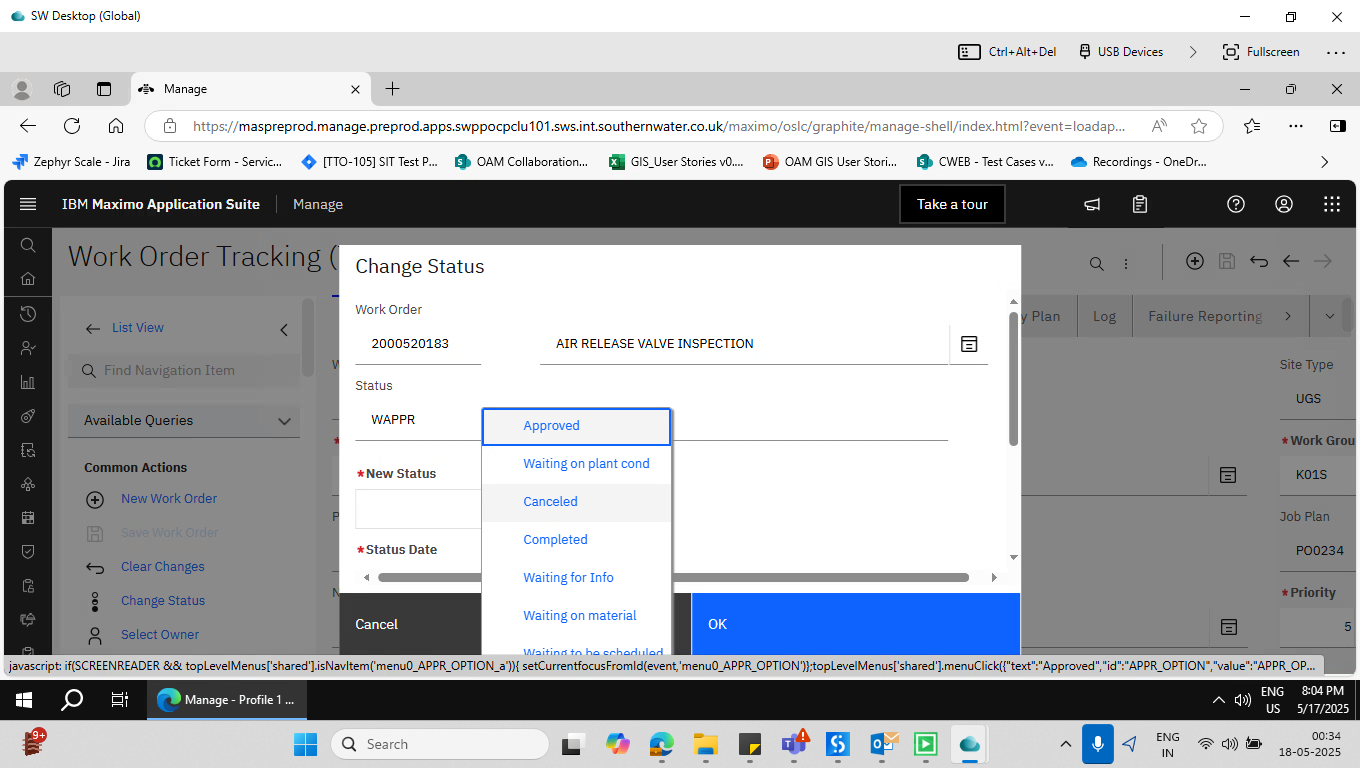 SW Desktop (Global)
Ctrl+Alt+Del
USB Devices
Fullscreen
Manage
https://maspreprod.manage.preprod.apps.swppocpclu101.sws.int.southernwater.co.uk/maximo/oslc/graphite/manage-shell/index.html?event=loadap...
Zephyr Scale - Jira
Ticket Form - Servic...
[TTO-105] SIT Test P...
OAM Collaboration...
GIS_User Stories v0....
OAM GIS User Stori...
CWEB - Test Cases v...
Recordings - OneDr...
IBM Maximo Application Suite
Manage
Take a tour
Work Order Tracking (
List View
Find Navigation Item
Available Queries
Common Actions
New Work Order
Save Work Order
Clear Changes
Change Status
Select Owner
Change Status
Work Order
2000520183
AIR RELEASE VALVE INSPECTION
Status
WAPPR
*New Status
*Status Date
Approved
Waiting on plant cond
Canceled
Completed
Waiting for Info
Waiting on material
Waiting to be scheduled
Cancel
OK
y Plan
Log
Failure Reporting
Site Type
UGS
*Work Grou
K01S
Job Plan
PO0234
*Priority
5
javascript: if(SCREENREADER && topLevelMenus['shared'].isNavItem('menu0_APPR_OPTION_a')){ setCurrentfocusFromId(event,'menu0_APPR_OPTION')};topLevelMenus['shared'].menuClick({"text":"Approved","id":"APPR_OPTION","value":"APPR_OP...
Manage - Profile 1 ...
ENG
US
8:04 PM
5/17/2025
9+
Search
ENG
IN
00:34
18-05-2025